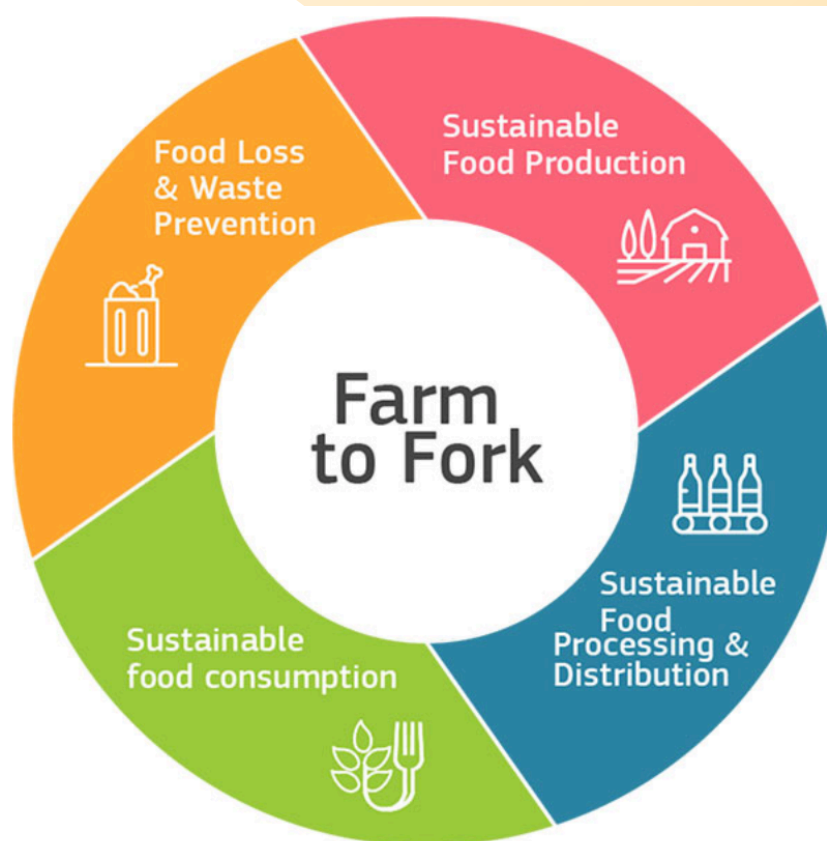 Farm
to Fork
Sustainable
Food Production
Sustainable
Food
Processing &
Distribution
Sustainable
food consumption
Food Loss
& Waste
Prevention